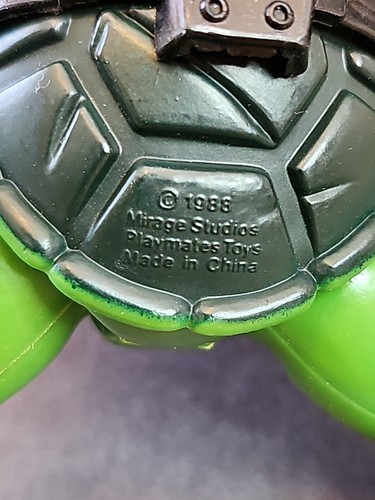 © 1988
Mirage Studios
Playmates Toys
Made in China